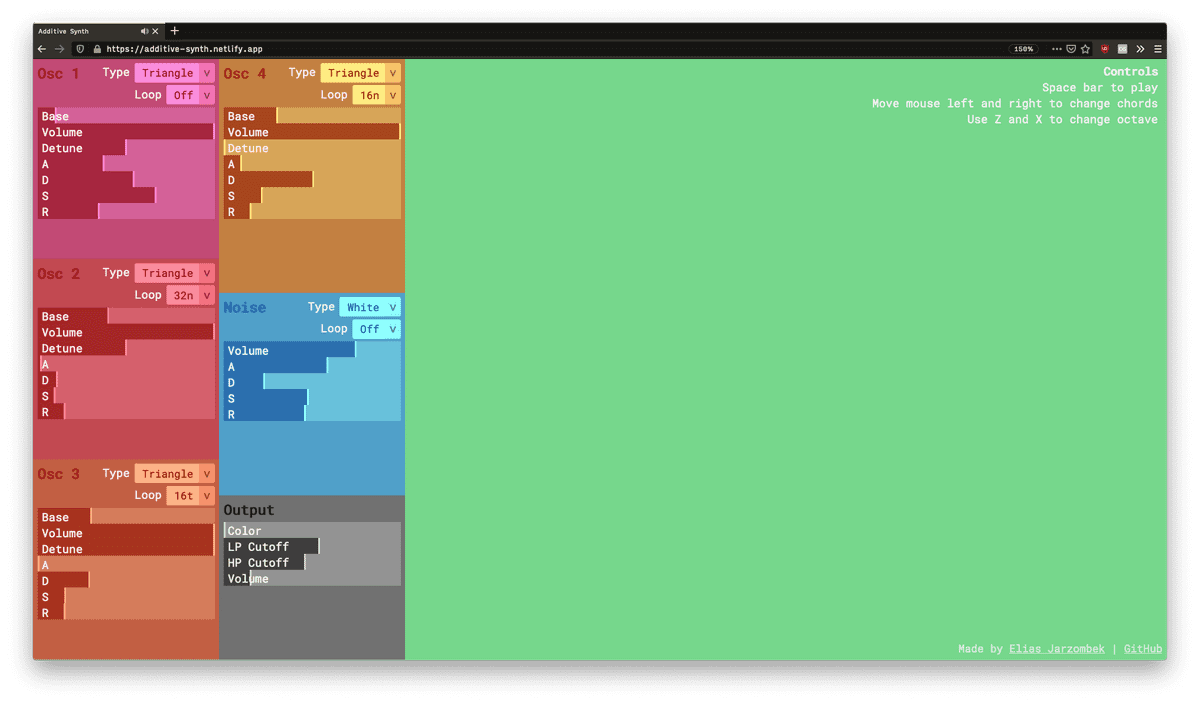 Additive Synth
https://additive-synth.netlify.app
150%
Osc 1 Type Triangle v
Loop Off v
Base
Volume
Detune
A
D
S
R
Osc 2 Type Triangle v
Loop 32n v
Base
Volume
Detune
A
D
S
R
Osc 3 Type Triangle v
Loop 16t v
Base
Volume
Detune
A
D
S
R
Osc 4 Type Triangle v
Loop 16n v
Base
Volume
Detune
A
D
S
R
Noise Type White v
Loop Off v
Volume
A
D
S
R
Output
Color
LP Cutoff
HP Cutoff
Volume
Controls
Space bar to play
Move mouse left and right to change chords
Use Z and X to change octave
Made by Elias Jarzombek | GitHub